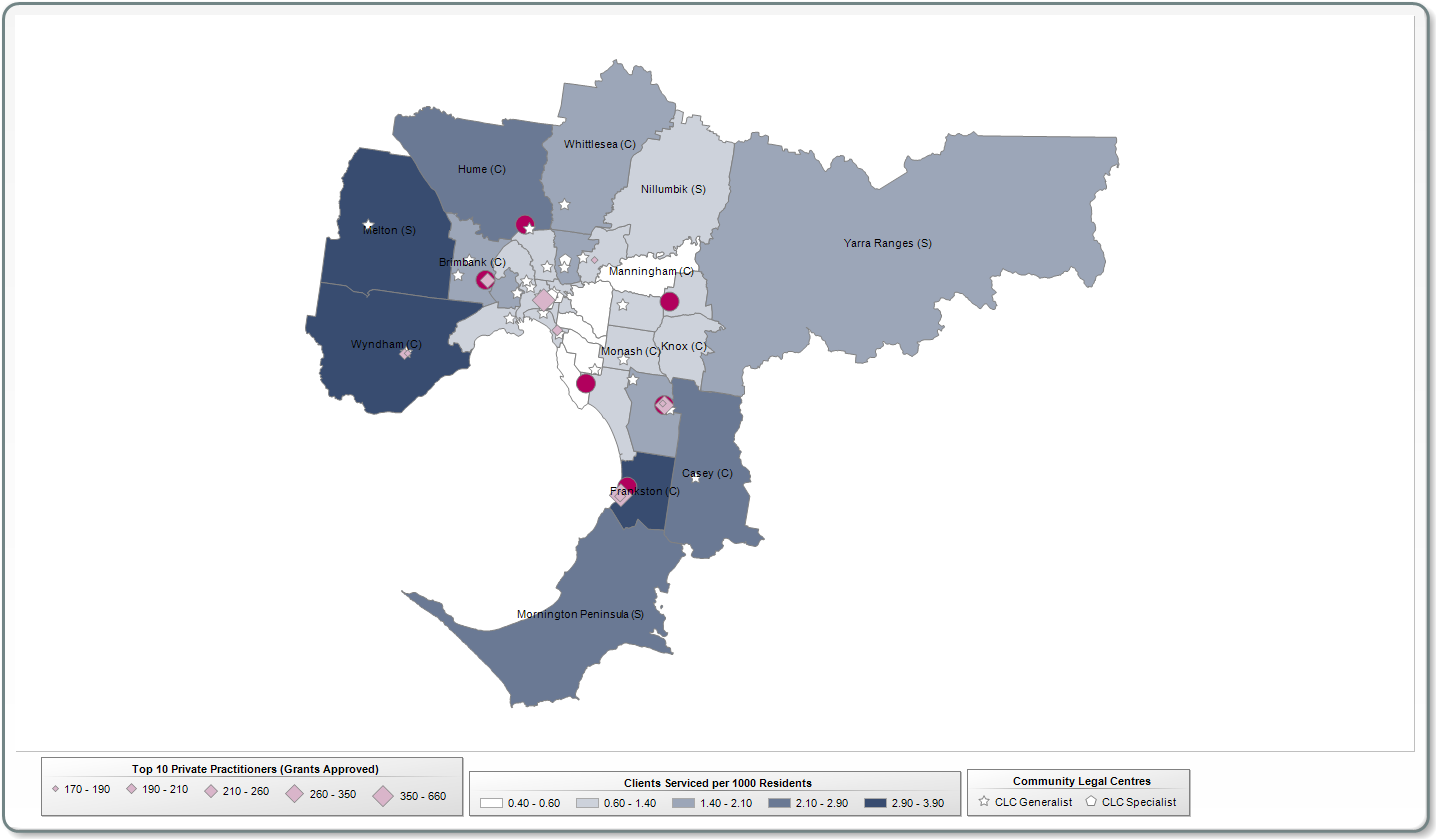 Whittlesea (C)
Hume (C)
Nillumbik (S)
Melton (S)
Yarra Ranges (S)
Brimbank (C)
Manningham (C)
Wyndham (C)
Monash (C)
Knox (C)
Casey (C)
Frankston (C)
Mornington Peninsula (S)
Top 10 Private Practitioners (Grants Approved)
170 - 190 190 - 210 210 - 260 260 - 350 350 - 660
Clients Serviced per 1000 Residents
0.40 - 0.60 0.60 - 1.40 1.40 - 2.10 2.10 - 2.90 2.90 - 3.90
Community Legal Centres
CLC Generalist CLC Specialist